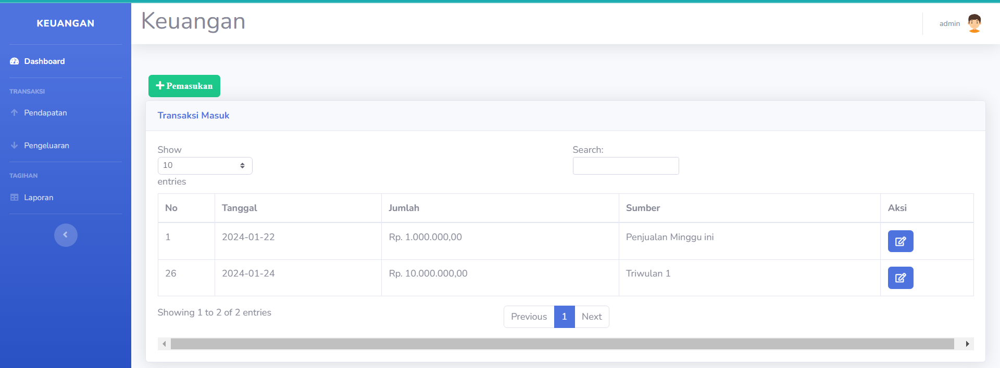 KEUANGAN
Dashboard
TRANSAKSI
Pendapatan
Pengeluaran
TAGIHAN
Laporan
Keuangan
admin
Pemasukan
Transaksi Masuk
Show
10
entries
Search:
No Tanggal Jumlah Sumber Aksi
1 2024-01-22 Rp. 1.000.000,00 Penjualan Minggu ini
26 2024-01-24 Rp. 10.000.000,00 Triwulan 1
Showing 1 to 2 of 2 entries
Previous 1 Next